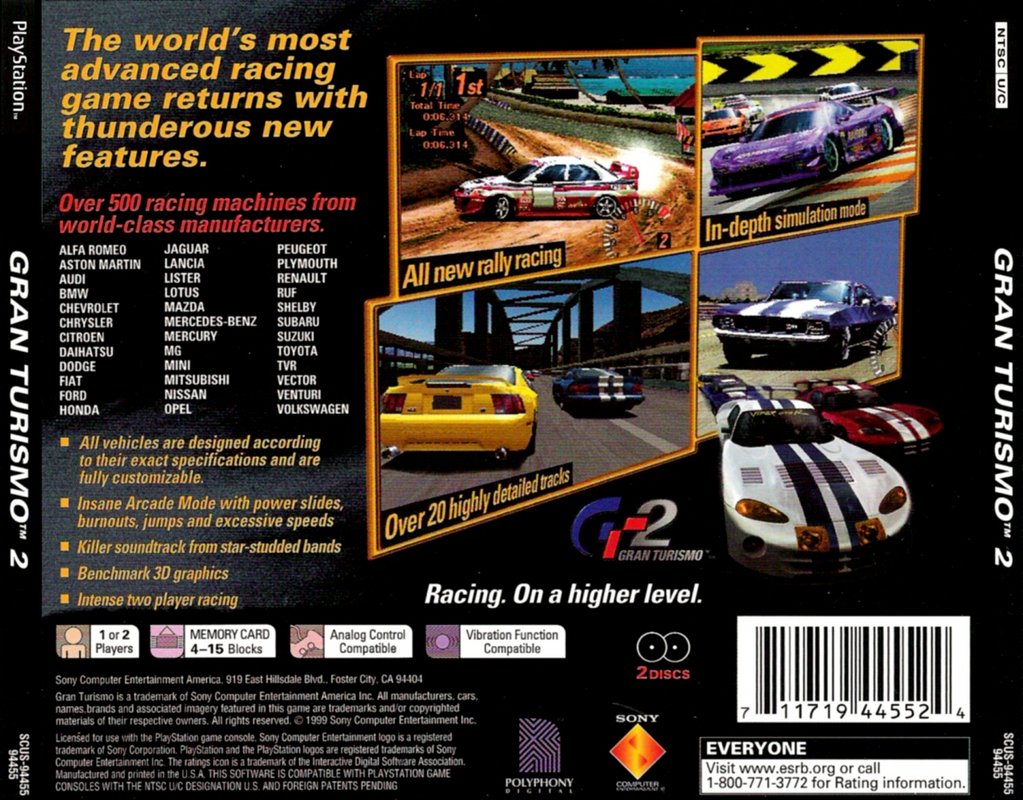 PlayStation™
GRAN TURISMO™ 2
SCUS-94455
94455
The world's most
advanced racing
game returns with
thunderous new
features.
Over 500 racing machines from
world-class manufacturers.
ALFA ROMEO
ASTON MARTIN
AUDI
BMW
CHEVROLET
CHRYSLER
CITROEN
DAIHATSU
DODGE
FIAT
FORD
HONDA
JAGUAR
LANCIA
LISTER
LOTUS
MAZDA
MERCEDES-BENZ
MERCURY
MG
MINI
MITSUBISHI
NISSAN
OPEL
PEUGEOT
PLYMOUTH
RENAULT
RUF
SHELBY
SUBARU
SUZUKI
TOYOTA
TVR
VECTOR
VENTURI
VOLKSWAGEN
All vehicles are designed according
to their exact specifications and are
fully customizable.
Insane Arcade Mode with power slides,
burnouts, jumps and excessive speeds
Killer soundtrack from star-studded bands
Benchmark 3D graphics
Intense two player racing
Lap
1/1 1st
Total Time
0:06.314
Lap Time
0:06.314
2
All new rally racing
In-depth simulation mode
Over 20 highly detailed tracks
GT2
GRAN TURISMO™
Racing. On a higher level.
1 or 2
Players
MEMORY CARD
4–15 Blocks
Analog Control
Compatible
Vibration Function
Compatible
2 DISCS
Sony Computer Entertainment America. 919 East Hillsdale Blvd., Foster City, CA 94404
Gran Turismo is a trademark of Sony Computer Entertainment America Inc. All manufacturers, cars,
names,brands and associated imagery featured in this game are trademarks and/or copyrighted
materials of their respective owners. All rights reserved. © 1999 Sony Computer Entertainment Inc.
Licensed for use with the PlayStation game console. Sony Computer Entertainment logo is a registered
trademark of Sony Corporation. PlayStation and the PlayStation logos are registered trademarks of Sony
Computer Entertainment Inc. The ratings icon is a trademark of the Interactive Digital Software Association.
Manufactured and printed in the U.S.A. THIS SOFTWARE IS COMPATIBLE WITH PLAYSTATION GAME
CONSOLES WITH THE NTSC U/C DESIGNATION. U.S. AND FOREIGN PATENTS PENDING
POLYPHONY
DIGITAL
SONY
COMPUTER
ENTERTAINMENT
7 11719 44552 4
EVERYONE
Visit www.esrb.org or call
1-800-771-3772 for Rating information.
NTSC U/C
GRAN TURISMO™ 2
SCUS-94455
94455